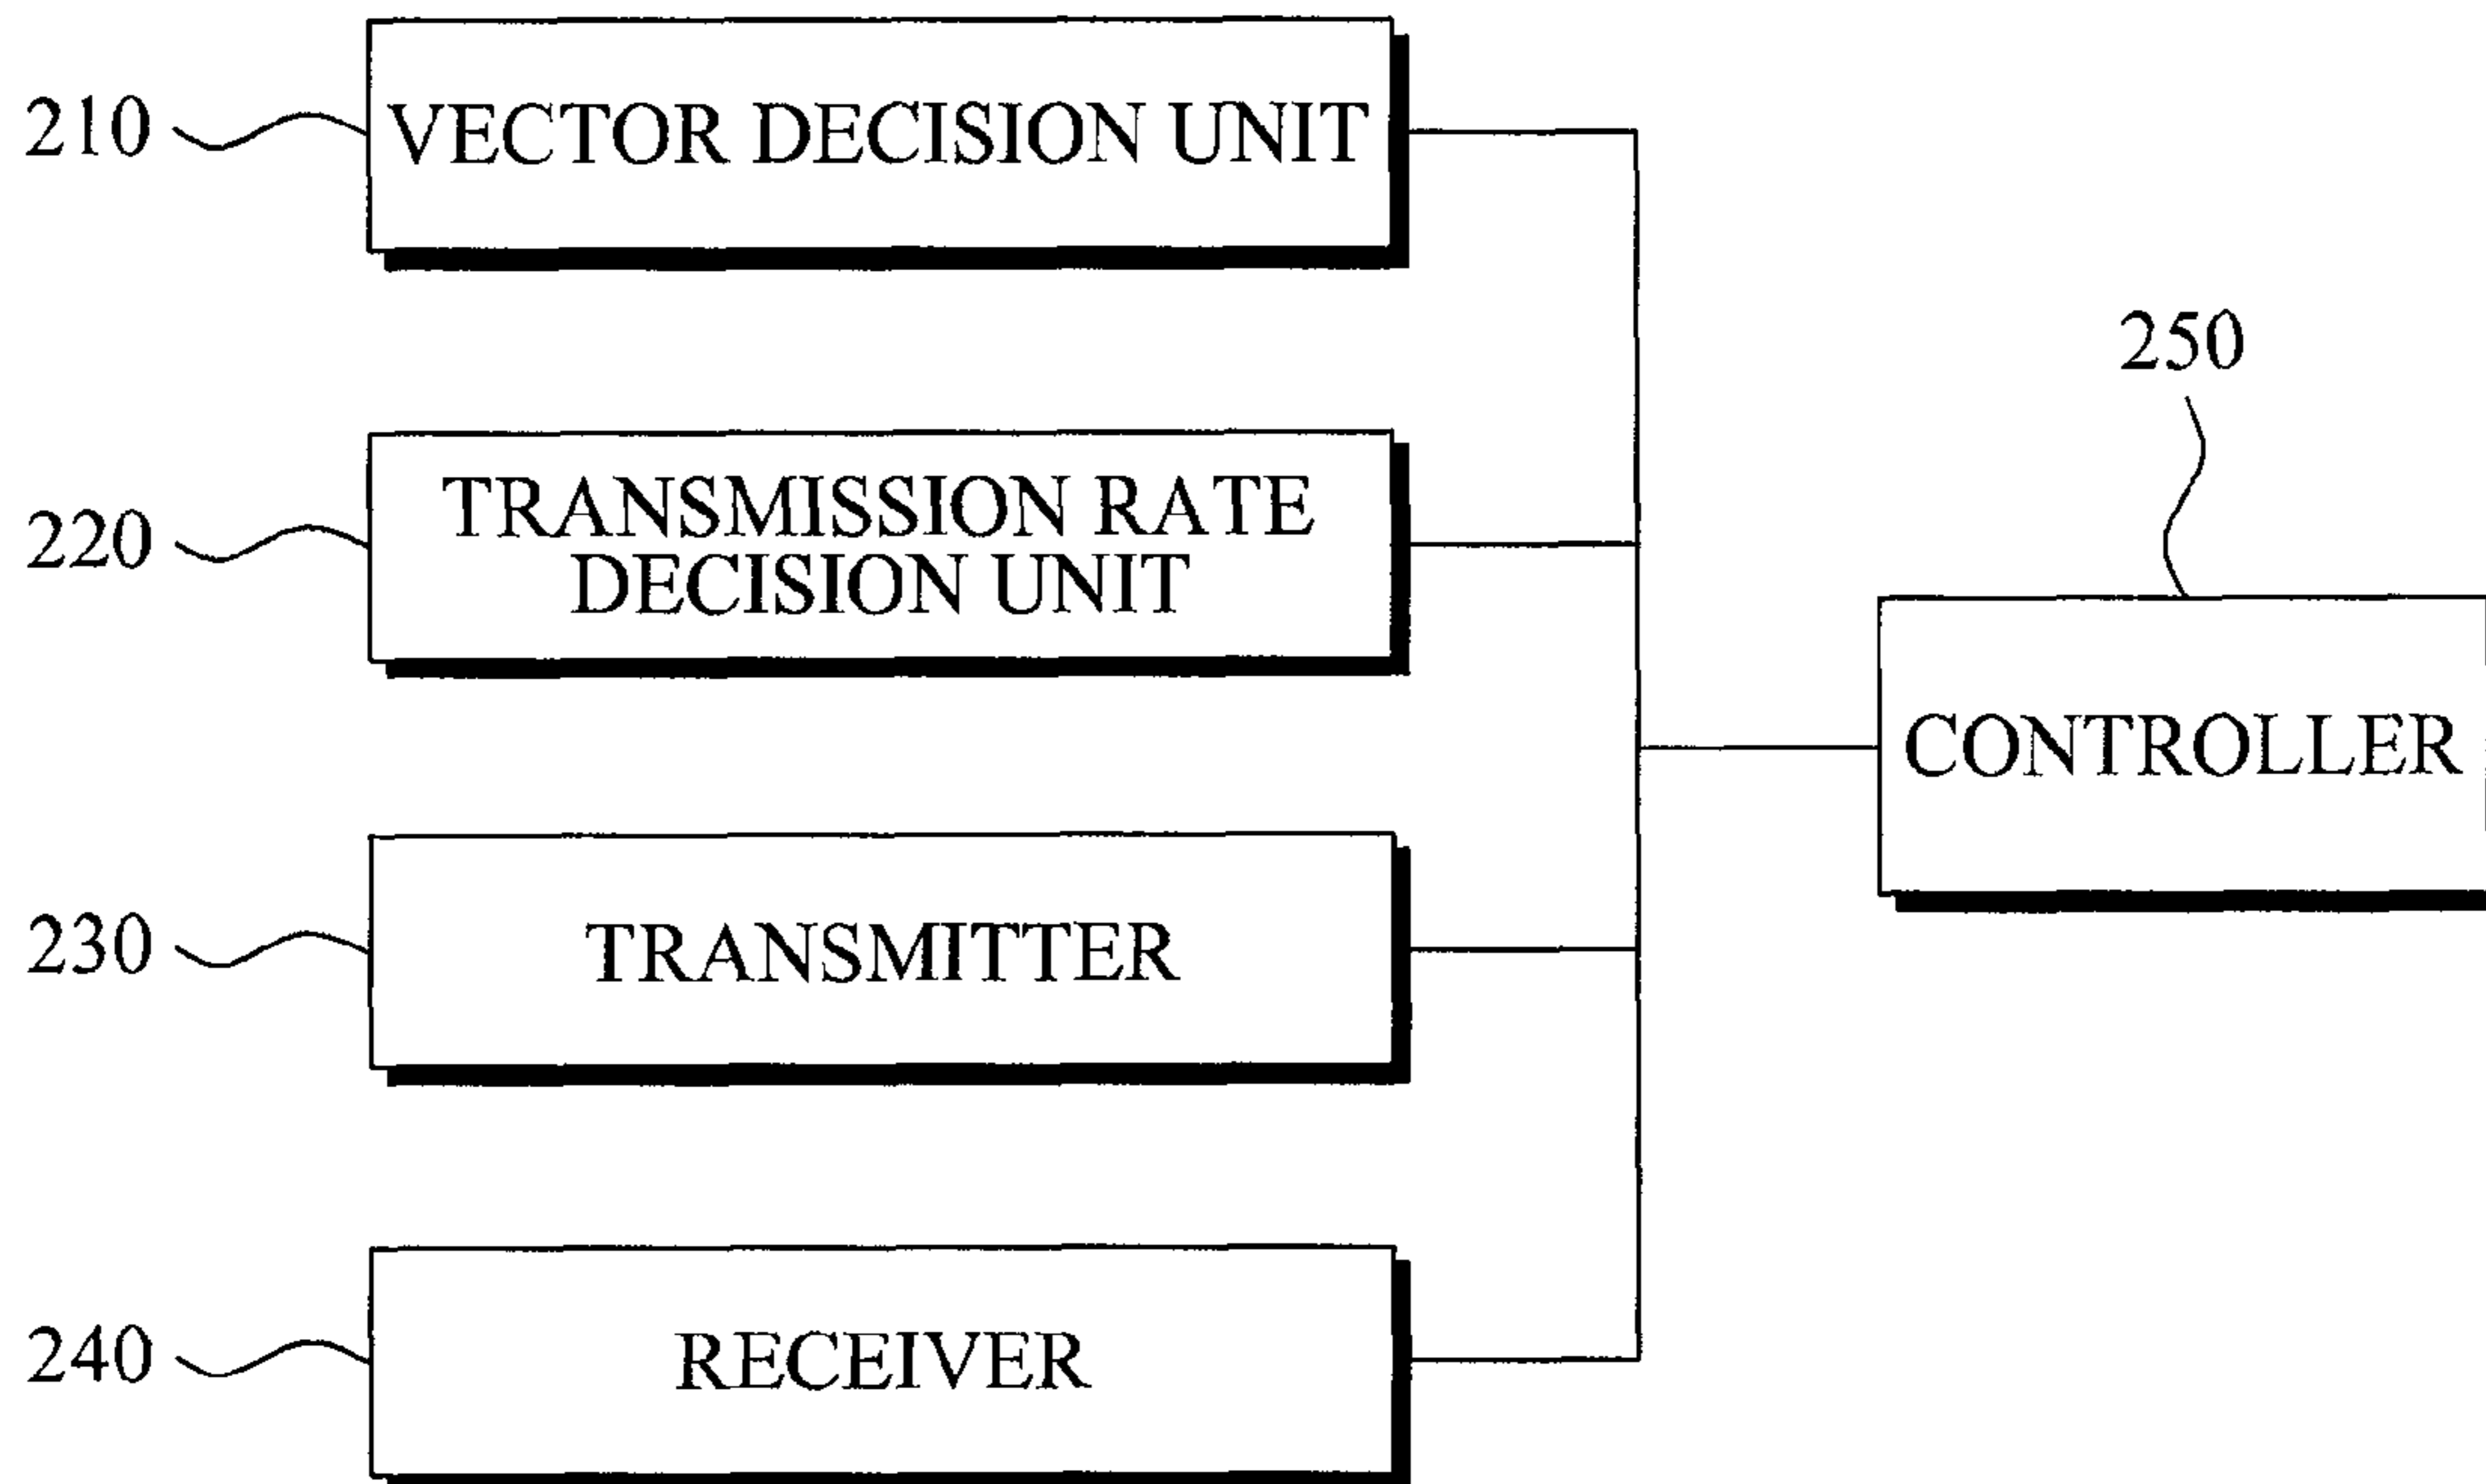 210
VECTOR DECISION UNIT
250
220
TRANSMISSION RATE
DECISION UNIT
CONTROLLER
230
TRANSMITTER
240
RECEIVER